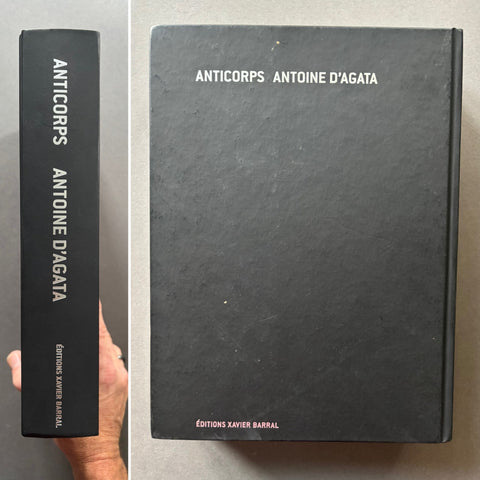 ANTICORPS ANTOINE D'AGATA
ÉDITIONS XAVIER BARRAL
ANTICORPS ANTOINE D'AGATA
ÉDITIONS XAVIER BARRAL